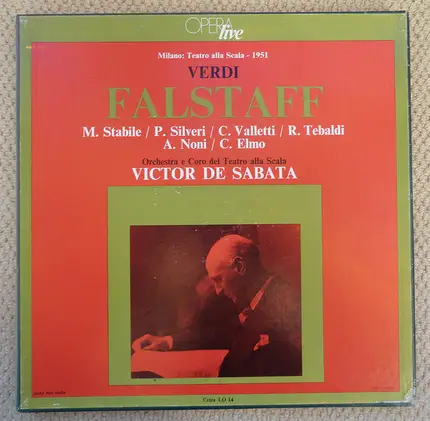 OPERA live
Milano: Teatro alla Scala - 1951
VERDI
FALSTAFF
M. Stabile / P. Silveri / C. Valletti / R. Tebaldi
A. Noni / C. Elmo
Orchestra e Coro del Teatro alla Scala
VICTOR DE SABATA
Cetra LO 14